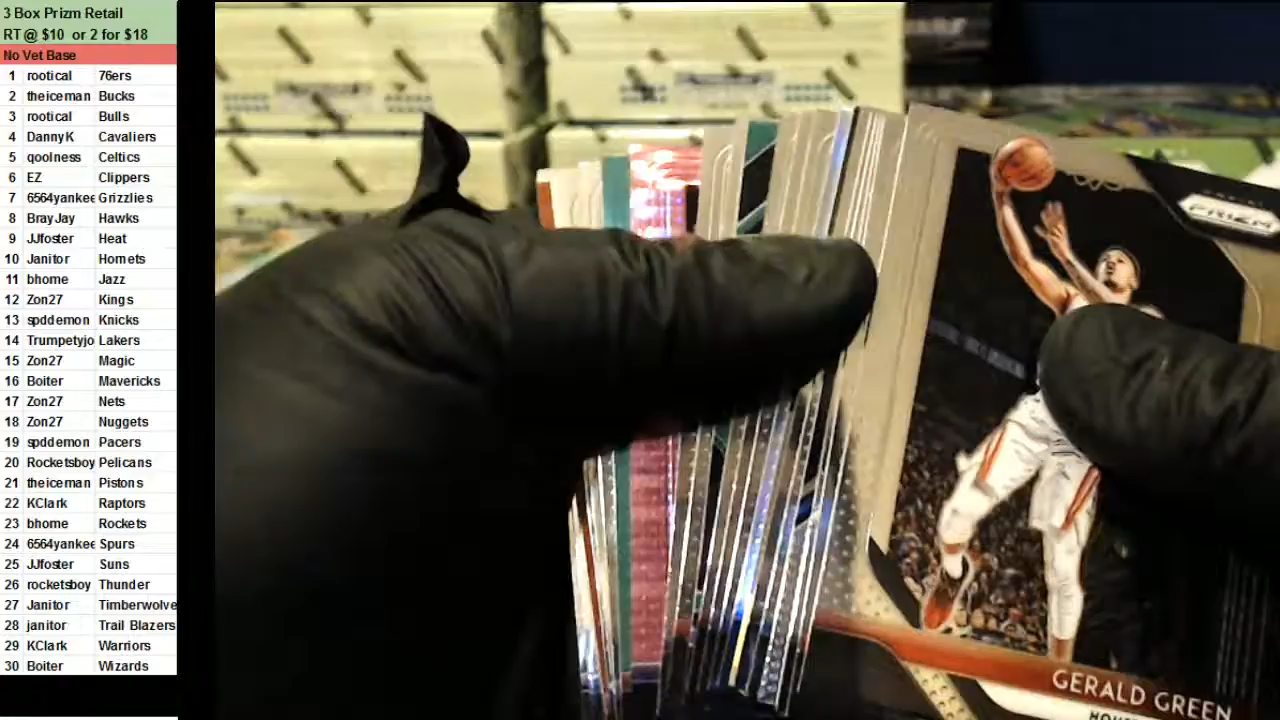 3 Box Prizm Retail
RT @ $10 or 2 for $18
No Vet Base
1 rootical 76ers
2 theiceman Bucks
3 rootical Bulls
4 DannyK Cavaliers
5 qoolness Celtics
6 EZ Clippers
7 6564yankee Grizzlies
8 BrayJay Hawks
9 JJfoster Heat
10 Janitor Hornets
11 bhome Jazz
12 Zon27 Kings
13 spddemon Knicks
14 Trumpetyjo Lakers
15 Zon27 Magic
16 Boiter Mavericks
17 Zon27 Nets
18 Zon27 Nuggets
19 spddemon Pacers
20 Rocketsboy Pelicans
21 theiceman Pistons
22 KClark Raptors
23 bhome Rockets
24 6564yankee Spurs
25 JJfoster Suns
26 rocketsboy Thunder
27 Janitor Timberwolve
28 janitor Trail Blazers
29 KClark Warriors
30 Boiter Wizards
PANINI
PRIZM
GERALD GREEN